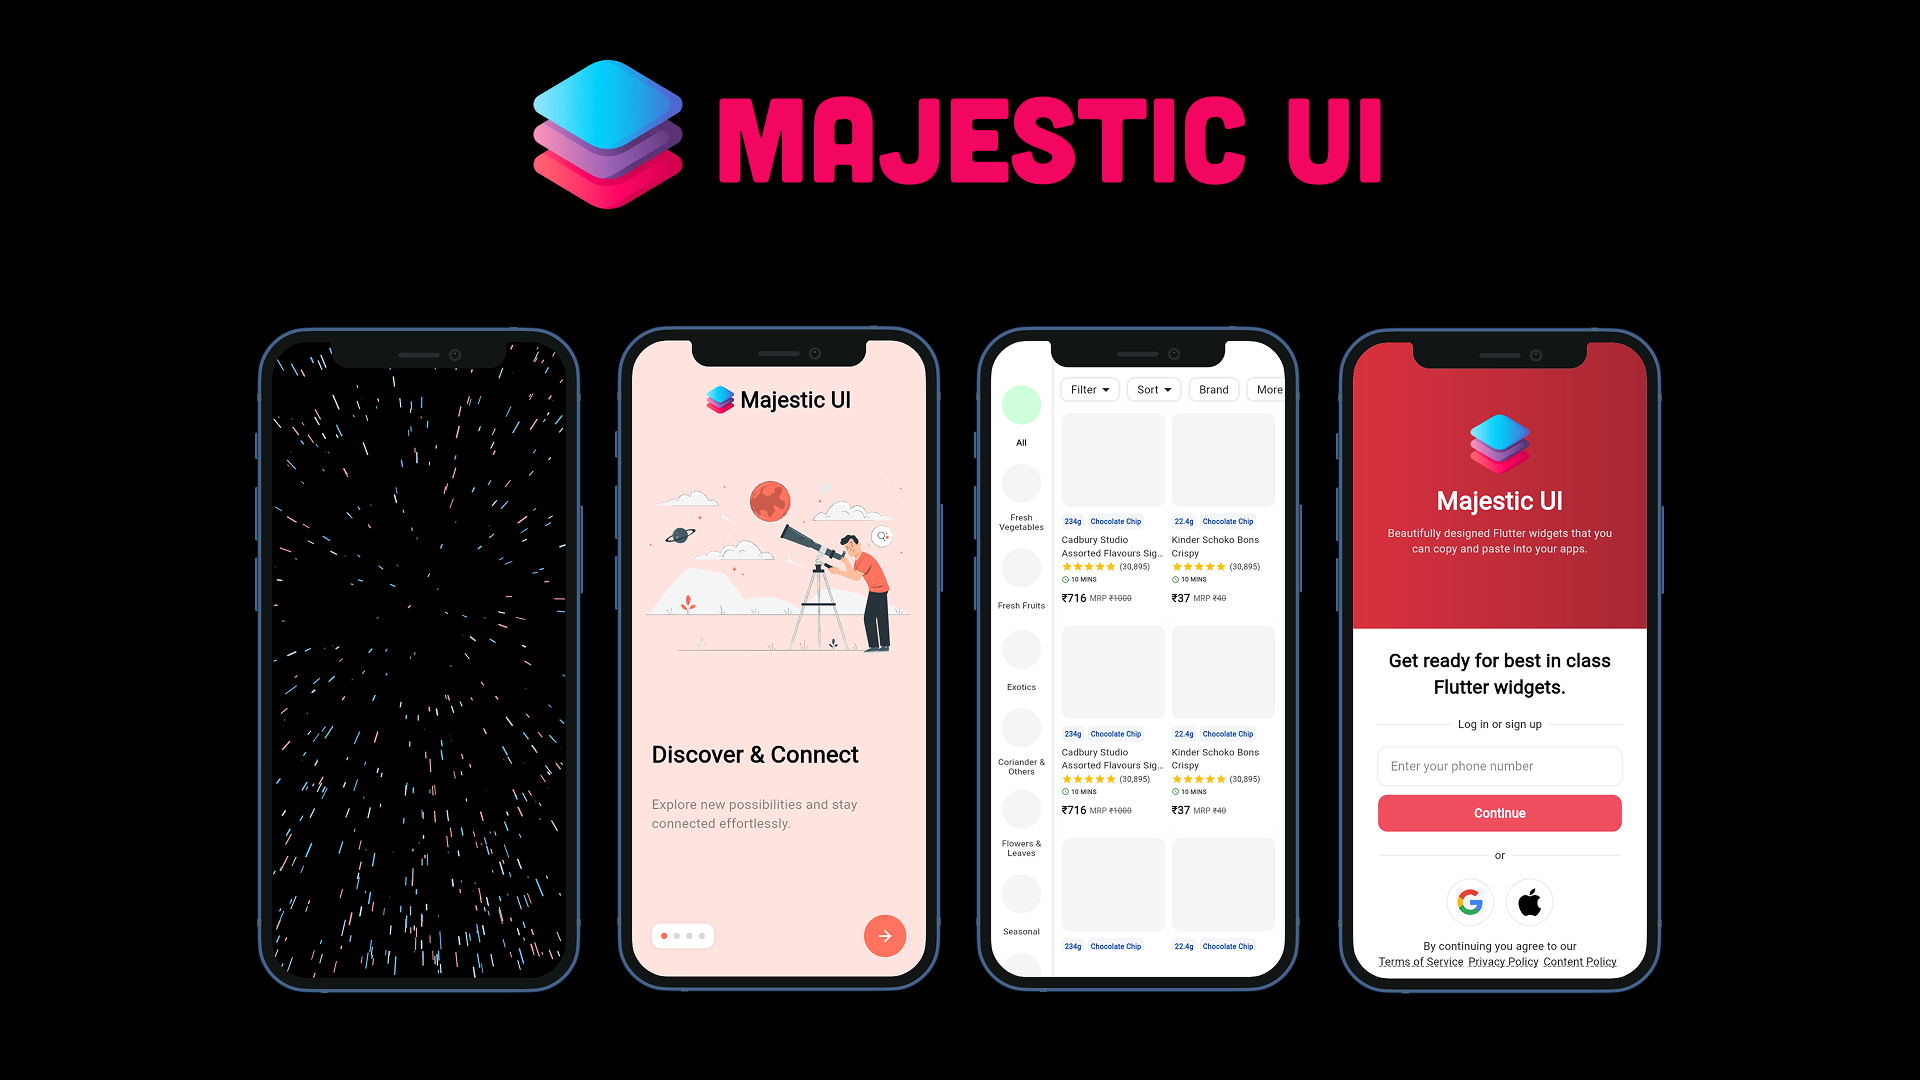 MAJESTIC UI
Majestic UI
Discover & Connect
Explore new possibilities and stay
connected effortlessly.
All
Fresh
Vegetables
Fresh Fruits
Exotics
Coriander &
Others
Flowers &
Leaves
Seasonal
Filter
Sort
Brand
More
234g Chocolate Chip
Cadbury Studio
Assorted Flavours Sig...
(30,895)
10 MINS
₹716 MRP ₹1000
22.4g Chocolate Chip
Kinder Schoko Bons
Crispy
(30,895)
10 MINS
₹37 MRP ₹40
234g Chocolate Chip
Cadbury Studio
Assorted Flavours Sig...
(30,895)
10 MINS
₹716 MRP ₹1000
22.4g Chocolate Chip
Kinder Schoko Bons
Crispy
(30,895)
10 MINS
₹37 MRP ₹40
234g Chocolate Chip
22.4g Chocolate Chip
Majestic UI
Beautifully designed Flutter widgets that you
can copy and paste into your apps.
Get ready for best in class
Flutter widgets.
Log in or sign up
Enter your phone number
Continue
or
By continuing you agree to our
Terms of Service Privacy Policy Content Policy